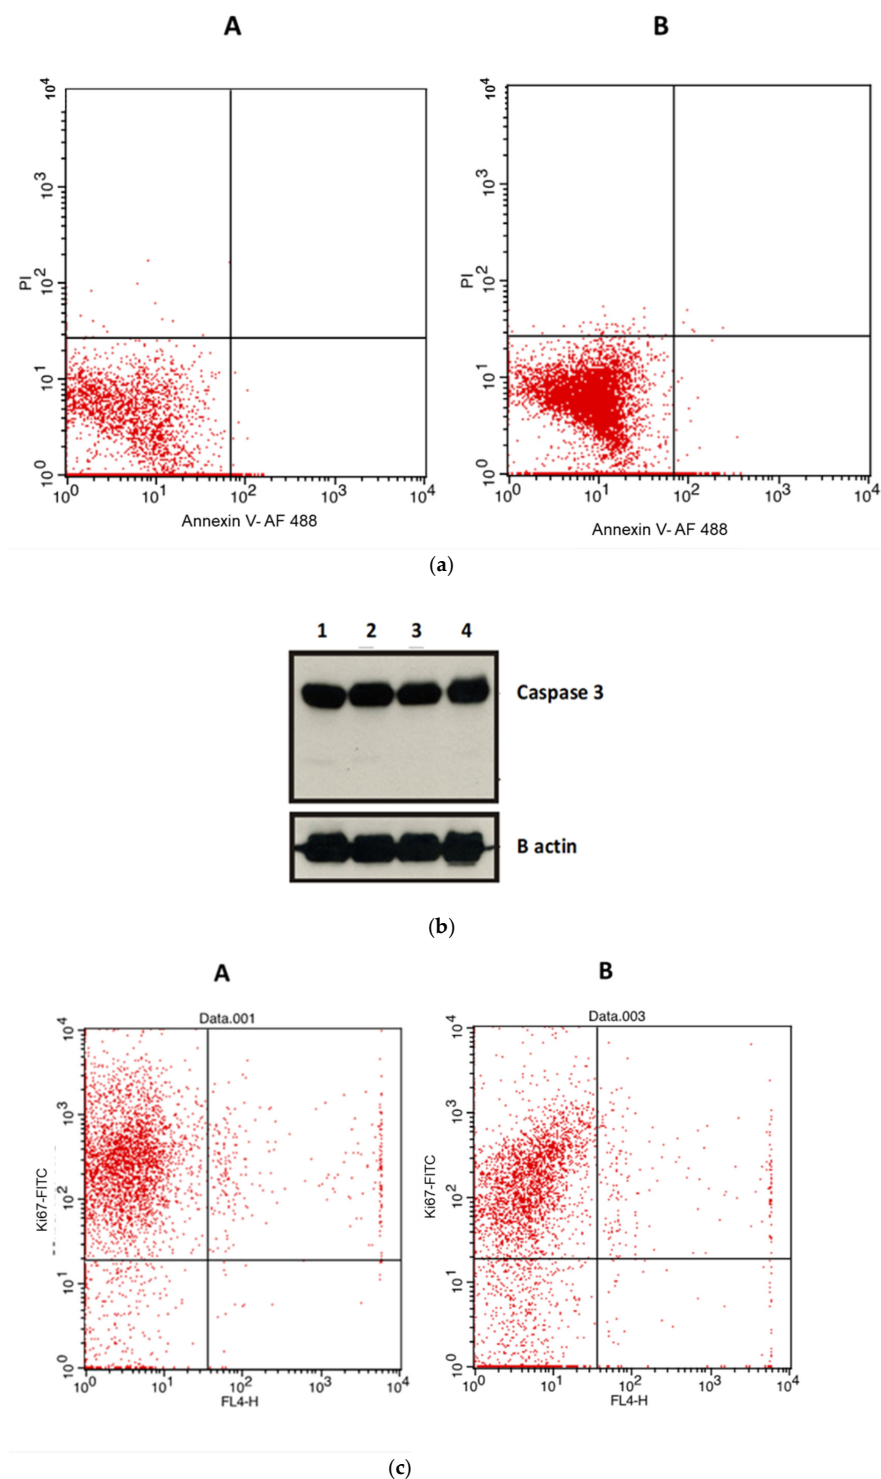 A B
10⁴ 10³ 10² 10¹ 10⁰
PI
10⁰ 10¹ 10² 10³ 10⁴
Annexin V- AF 488
10⁴ 10³ 10² 10¹ 10⁰
PI
10⁰ 10¹ 10² 10³ 10⁴
Annexin V- AF 488
(a)
1 2 3 4
Caspase 3
B actin
(b)
A B
Data.001
10⁴ 10³ 10² 10¹ 10⁰
Ki67-FITC
10⁰ 10¹ 10² 10³ 10⁴
FL4-H
Data.003
10⁴ 10³ 10² 10¹ 10⁰
Ki67-FITC
10⁰ 10¹ 10² 10³ 10⁴
FL4-H
(c)